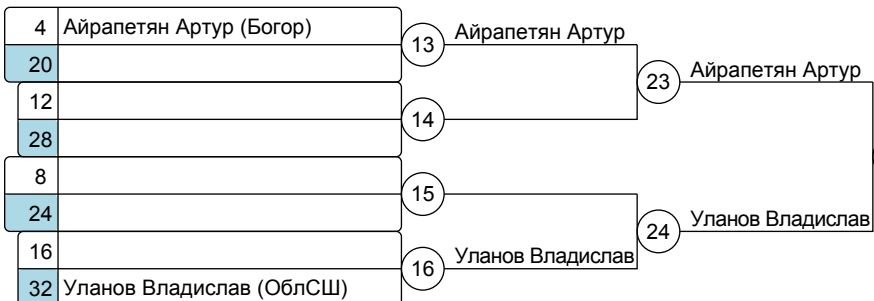 4 Айрапетян Артур (Богор)
13 Айрапетян Артур
20
23 Айрапетян Артур
12
14
28
8
15
24
24 Уланов Владислав
16
16 Уланов Владислав
32 Уланов Владислав (ОблСШ)